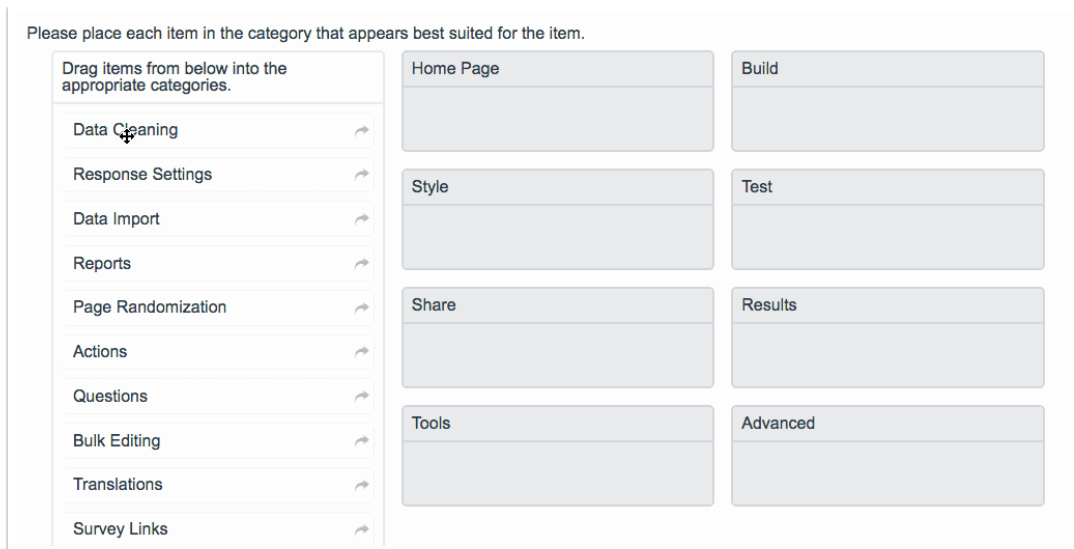 Please place each item in the category that appears best suited for the item.
Drag items from below into the
appropriate categories.
Data Cleaning
Response Settings
Data Import
Reports
Page Randomization
Actions
Questions
Bulk Editing
Translations
Survey Links
Home Page
Build
Style
Test
Share
Results
Tools
Advanced